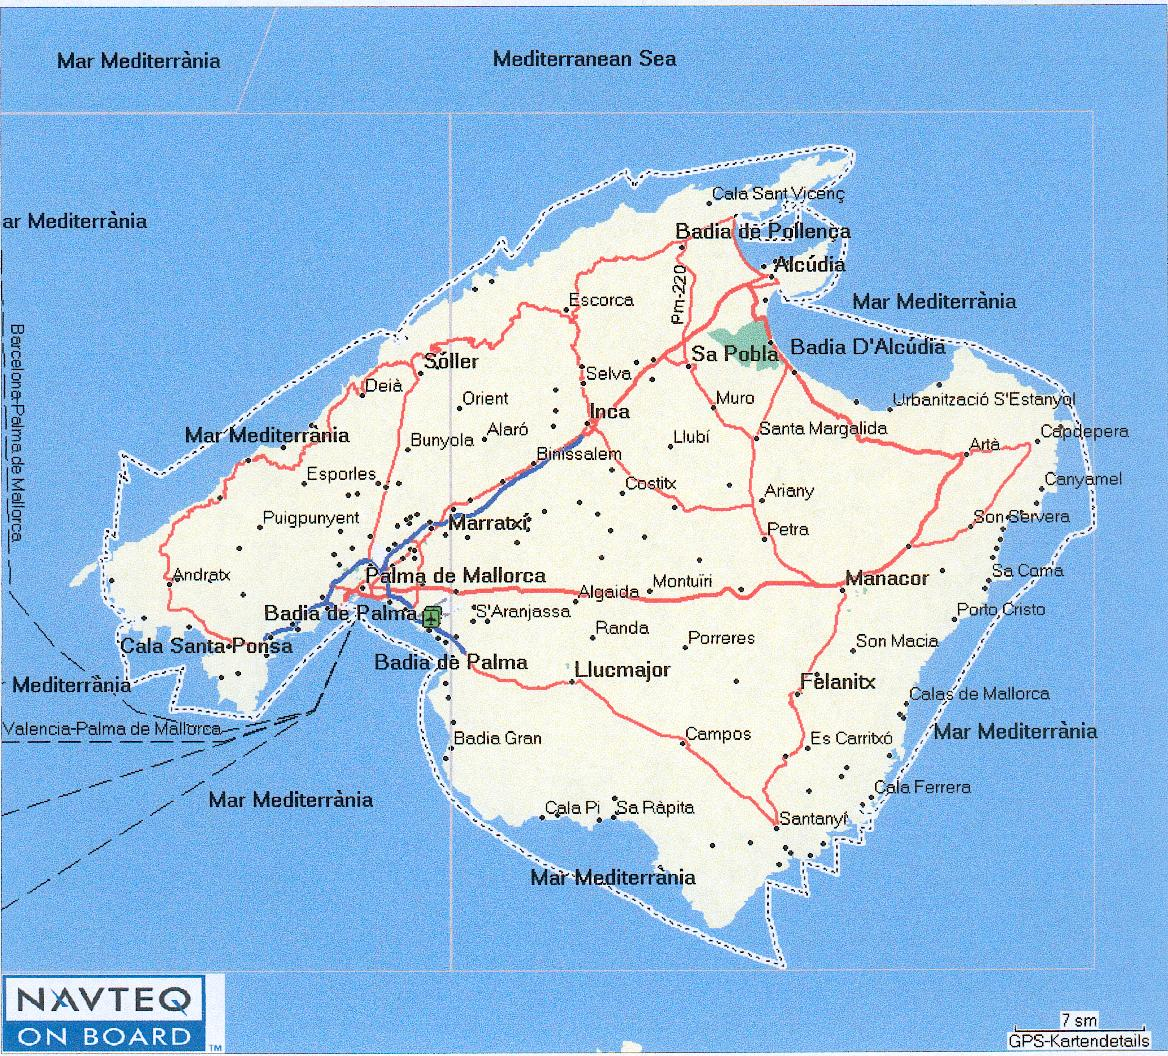 Mar Mediterrània
Mediterranean Sea
Cala Sant Vicenç
ar Mediterrània
Badia de Pollença
Alcúdia
Pm-220
Escorca
Mar Mediterrània
Barcelona-Palma de Mallorca
Sóller
Sa Pobla
Badia D'Alcúdia
Selva
Deià
Orient
Muro
Urbanització S'Estanyol
Inca
Mar Mediterrània
Bunyola
Alaró
Llubí
Santa Margalida
Capdepera
Artà
Binissalem
Esporles
Costitx
Ariany
Canyamel
Puigpunyent
Marratxí
Petra
Son Servera
Andratx
Palma de Mallorca
Montuïri
Manacor
Sa Coma
Algaida
Badia de Palma
S'Aranjassa
Porto Cristo
Randa
Porreres
Son Macia
Cala Santa Ponsa
Badia de Palma
Llucmajor
Felanitx
Mediterrània
Calas de Mallorca
Valencia-Palma de Mallorca
Mar Mediterrània
Badia Gran
Campos
Es Carritxó
Cala Ferrera
Mar Mediterrània
Cala Pi
Sa Ràpita
Santanyí
Mar Mediterrània
NAVTEQ
ON BOARD
TM
7 sm
GPS-Kartendetails